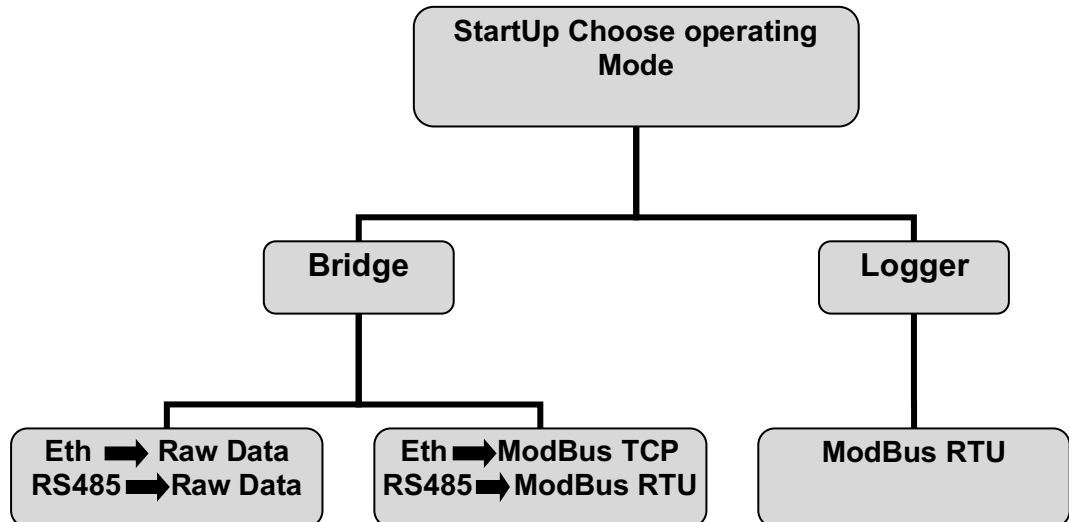 StartUp Choose operating
Mode
Bridge
Logger
Eth ➡ Raw Data
RS485 ➡ Raw Data
Eth ➡ ModBus TCP
RS485 ➡ ModBus RTU
ModBus RTU